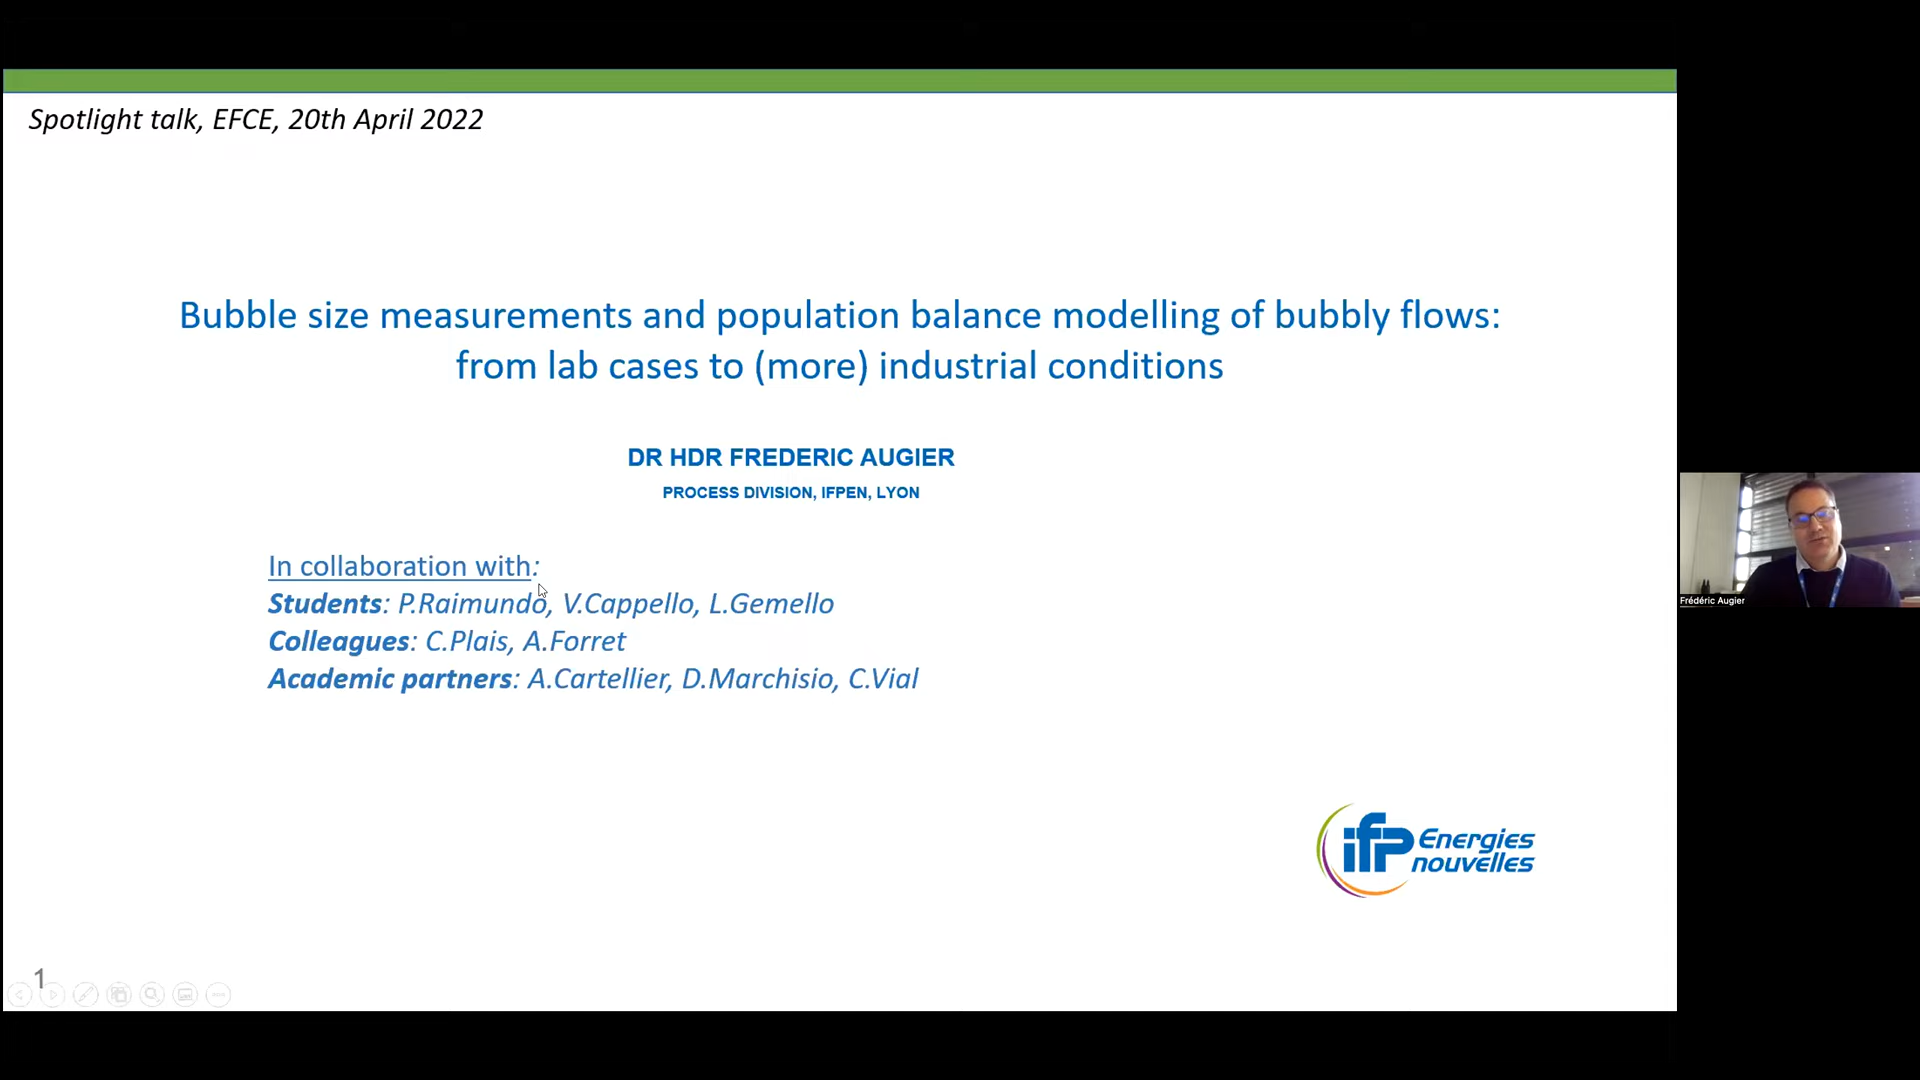 Spotlight talk, EFCE, 20th April 2022
Bubble size measurements and population balance modelling of bubbly flows:
from lab cases to (more) industrial conditions
DR HDR FREDERIC AUGIER
PROCESS DIVISION, IFPEN, LYON
In collaboration with:
Students: P.Raimundo, V.Cappello, L.Gemello
Colleagues: C.Plais, A.Forret
Academic partners: A.Cartellier, D.Marchisio, C.Vial
Frédéric Augier
ifp Energies
nouvelles
1